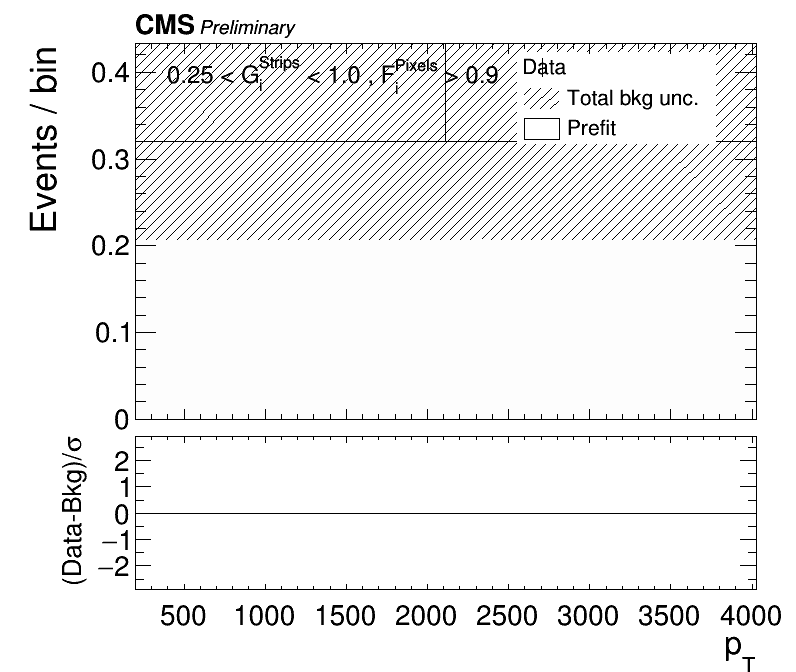 CMS Preliminary
Events / bin
0.4
0.3
0.2
0.1
0
0.25 < G_i^Strips < 1.0 , F_i^Pixels > 0.9
Data
Total bkg unc.
Prefit
(Data-Bkg)/σ
2
1
0
−1
−2
500 1000 1500 2000 2500 3000 3500 4000
p_T